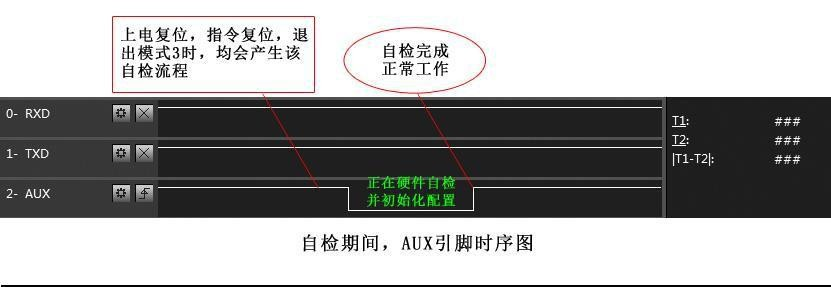 上电复位，指令复位，退
出模式3时，均会产生该
自检流程
自检完成
正常工作
0- RXD
T1: ###
1- TXD
T2: ###
|T1-T2|: ###
2- AUX
正在硬件自检
并初始化配置
自检期间，AUX引脚时序图